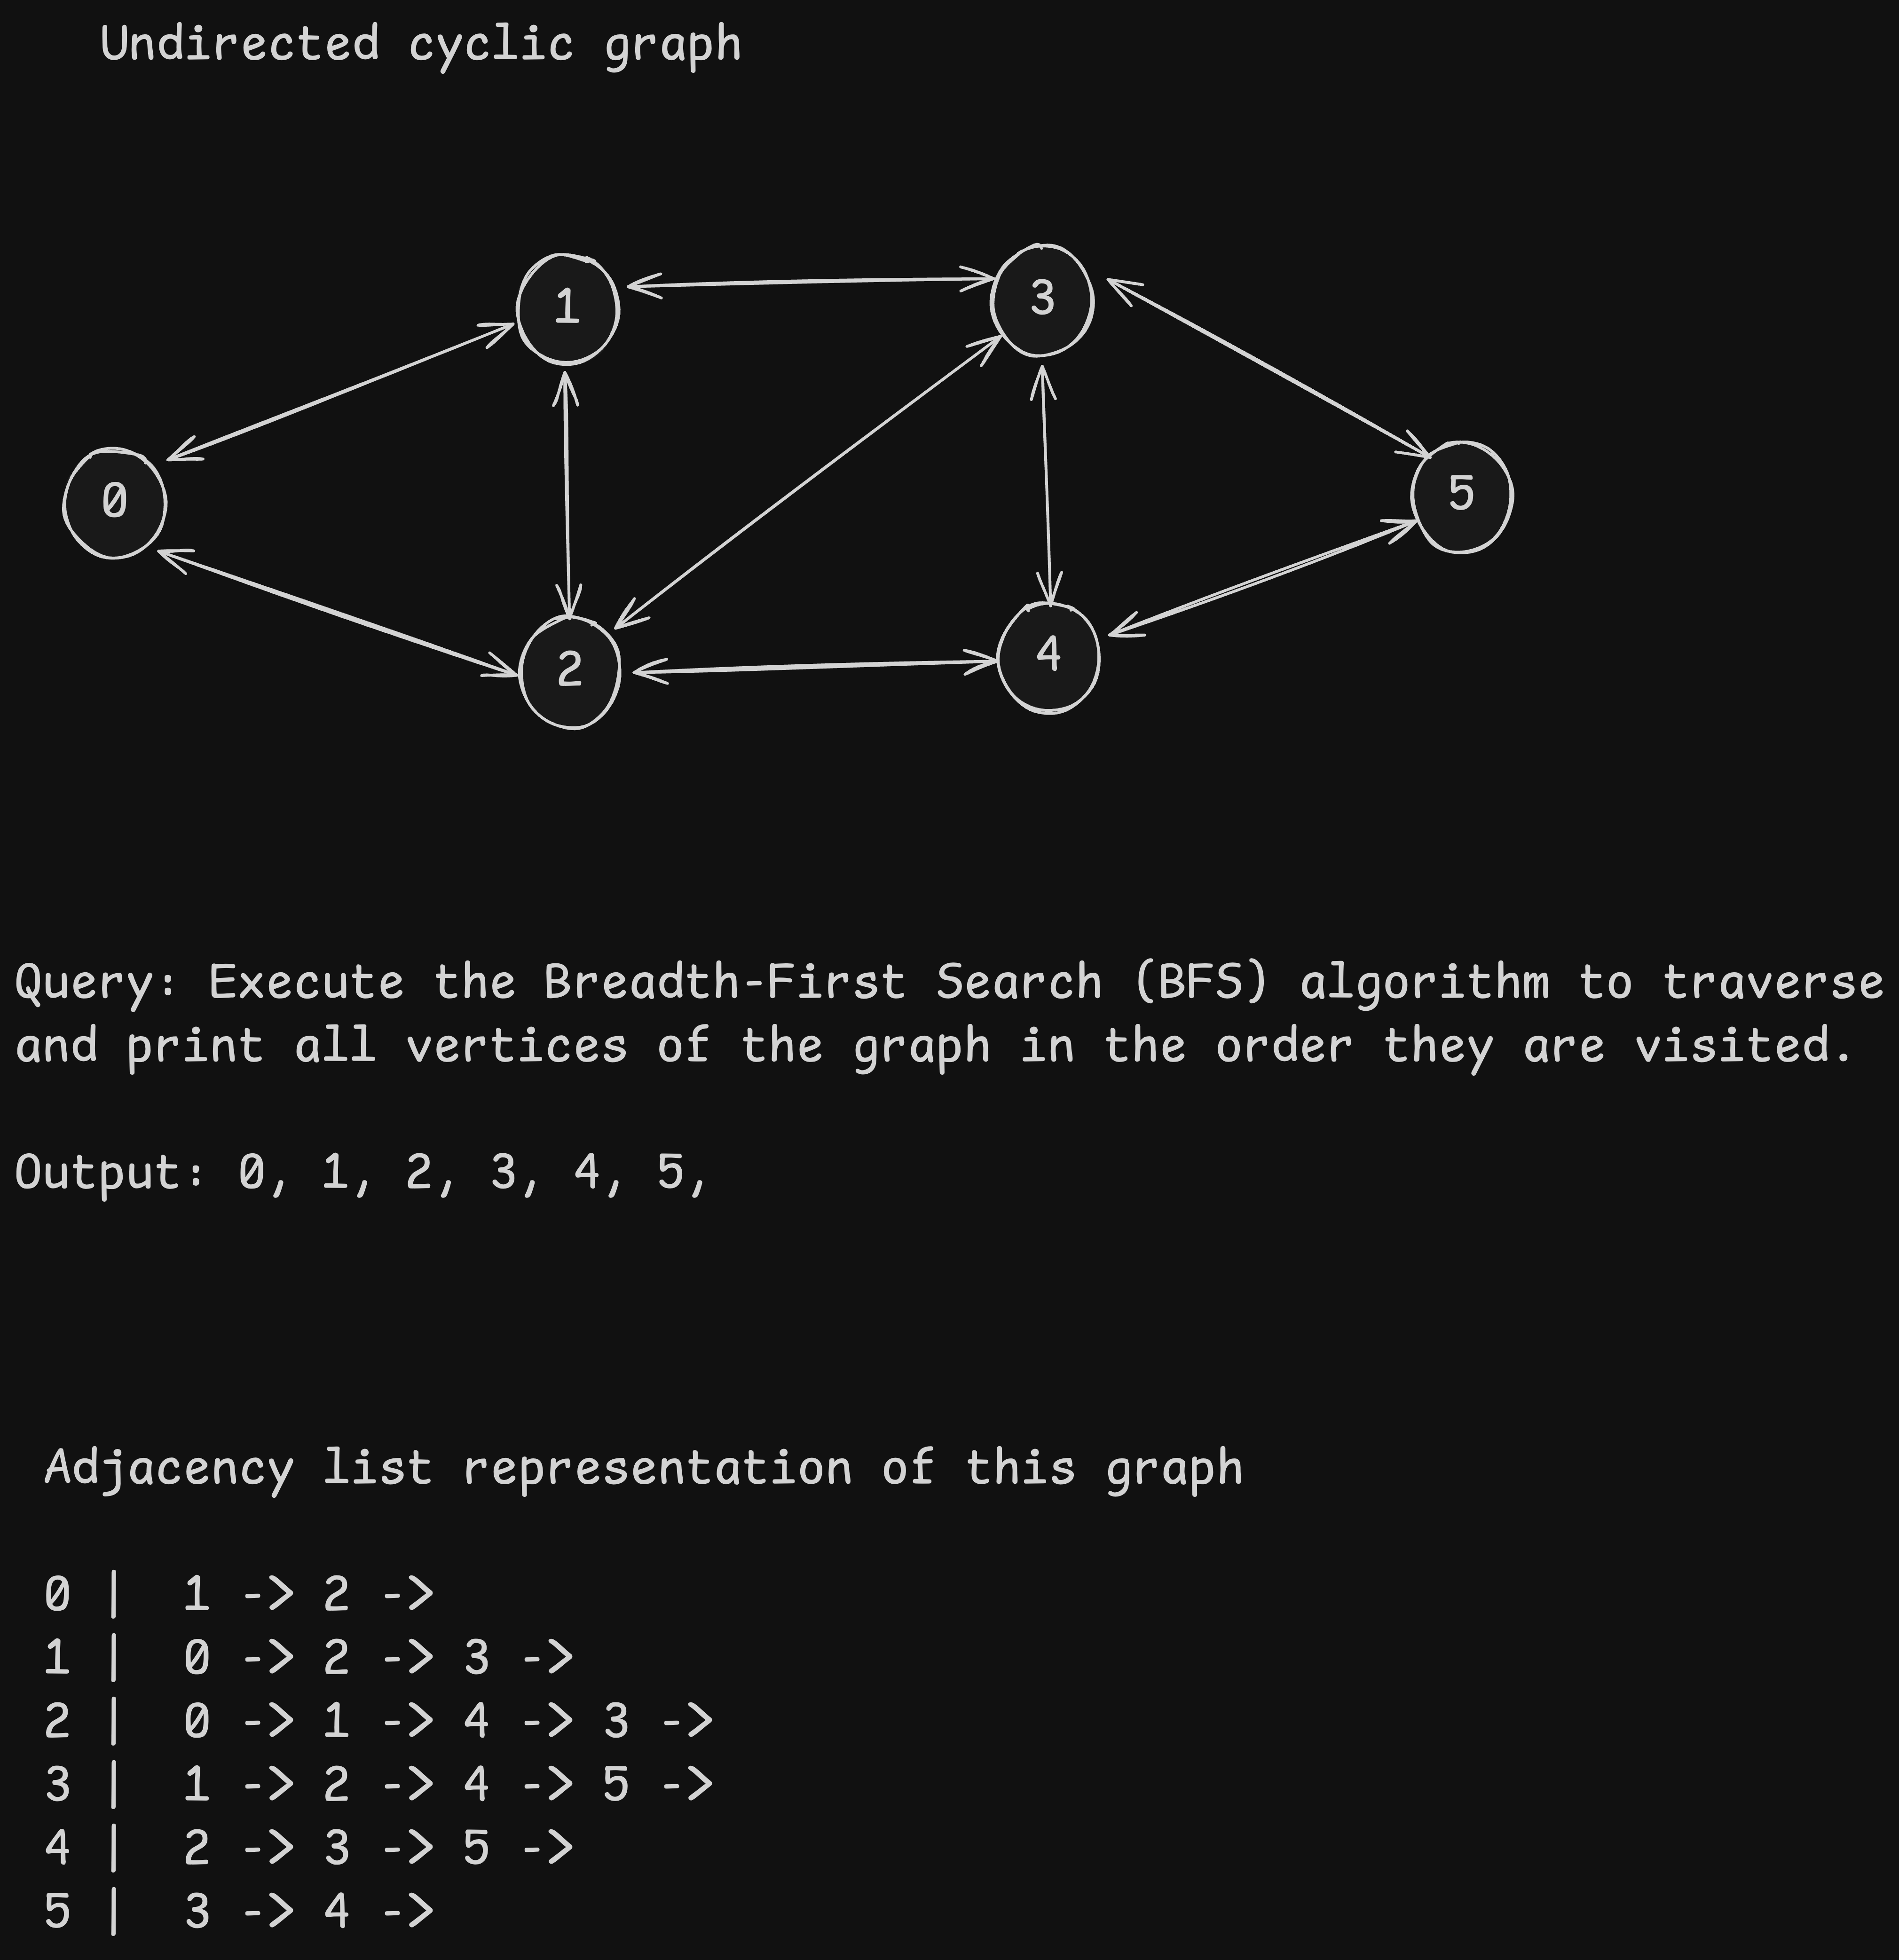 Undirected cyclic graph
1
3
0
5
2
4
Query: Execute the Breadth-First Search (BFS) algorithm to traverse
and print all vertices of the graph in the order they are visited.
Output: 0, 1, 2, 3, 4, 5,
Adjacency list representation of this graph
0 | 1 -> 2 ->
1 | 0 -> 2 -> 3 ->
2 | 0 -> 1 -> 4 -> 3 ->
3 | 1 -> 2 -> 4 -> 5 ->
4 | 2 -> 3 -> 5 ->
5 | 3 -> 4 ->